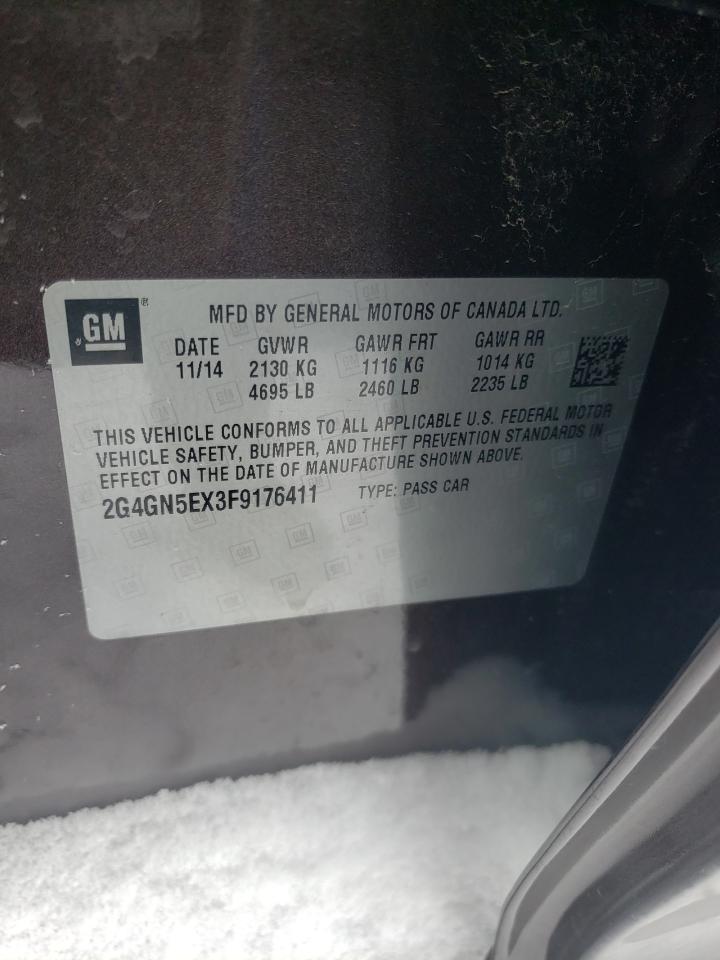 GM ®
MFD BY GENERAL MOTORS OF CANADA LTD.
DATE GVWR GAWR FRT GAWR RR
11/14 2130 KG 1116 KG 1014 KG
4695 LB 2460 LB 2235 LB
THIS VEHICLE CONFORMS TO ALL APPLICABLE U.S. FEDERAL MOTOR
VEHICLE SAFETY, BUMPER, AND THEFT PREVENTION STANDARDS IN
EFFECT ON THE DATE OF MANUFACTURE SHOWN ABOVE.
2G4GN5EX3F9176411 TYPE: PASS CAR